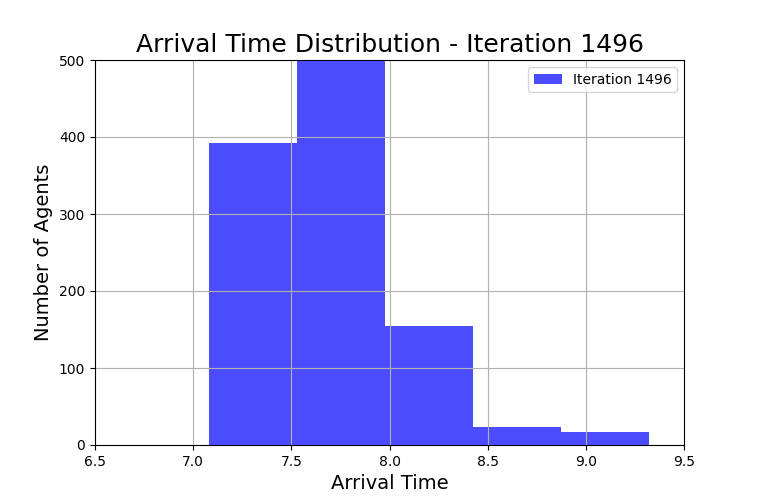 Arrival Time Distribution - Iteration 1496
Iteration 1496
500
400
300
200
100
0
Number of Agents
6.5 7.0 7.5 8.0 8.5 9.0 9.5
Arrival Time